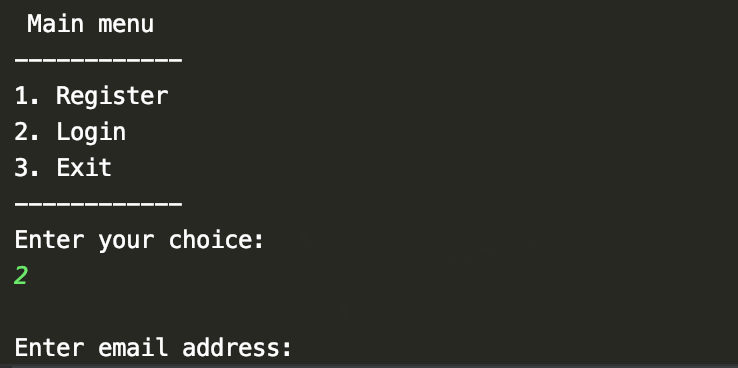 Main menu
------------
1. Register
2. Login
3. Exit
------------
Enter your choice:
2
Enter email address: